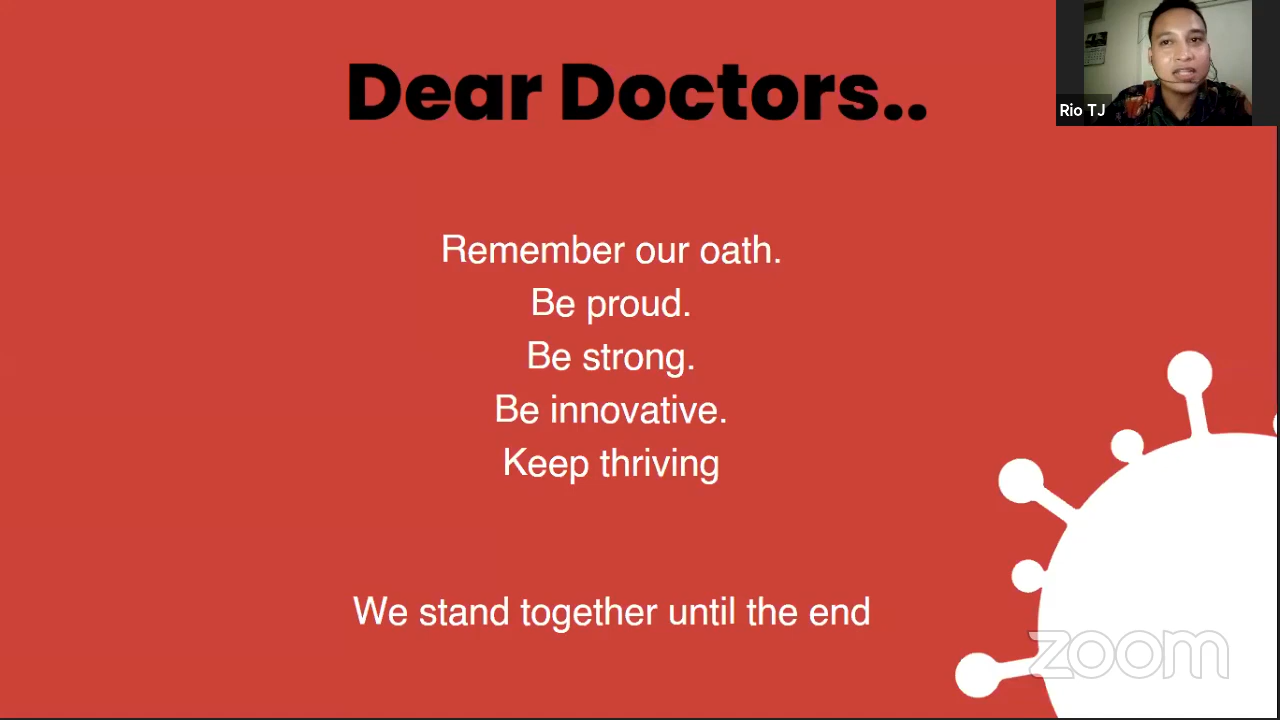 Dear Doctors..
Rio TJ
Remember our oath.
Be proud.
Be strong.
Be innovative.
Keep thriving
We stand together until the end
zoom